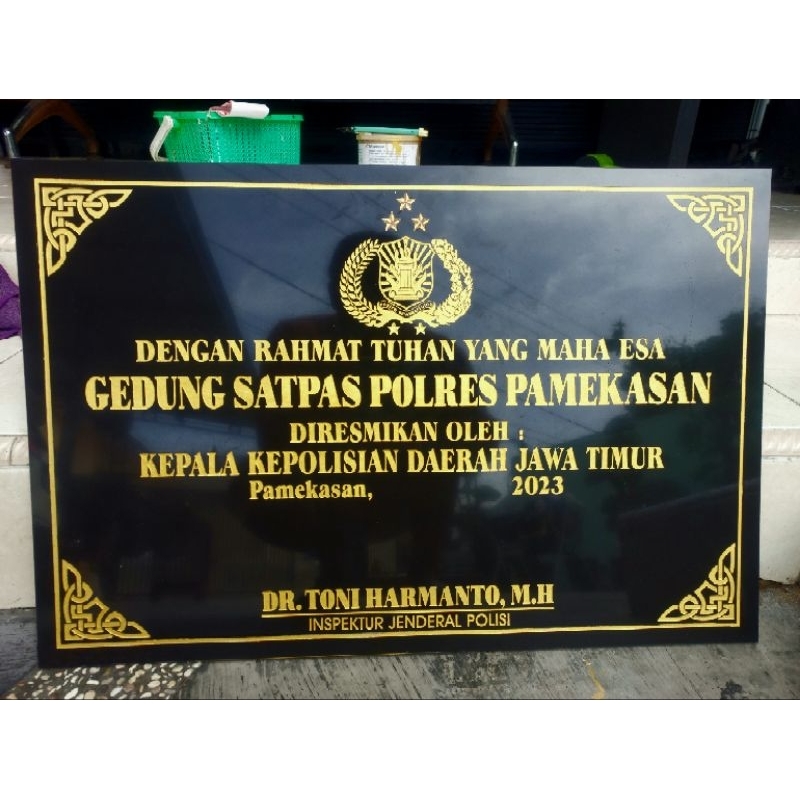 DENGAN RAHMAT TUHAN YANG MAHA ESA
GEDUNG SATPAS POLRES PAMEKASAN
DIRESMIKAN OLEH :
KEPALA KEPOLISIAN DAERAH JAWA TIMUR
Pamekasan, 2023
DR. TONI HARMANTO, M.H
INSPEKTUR JENDERAL POLISI